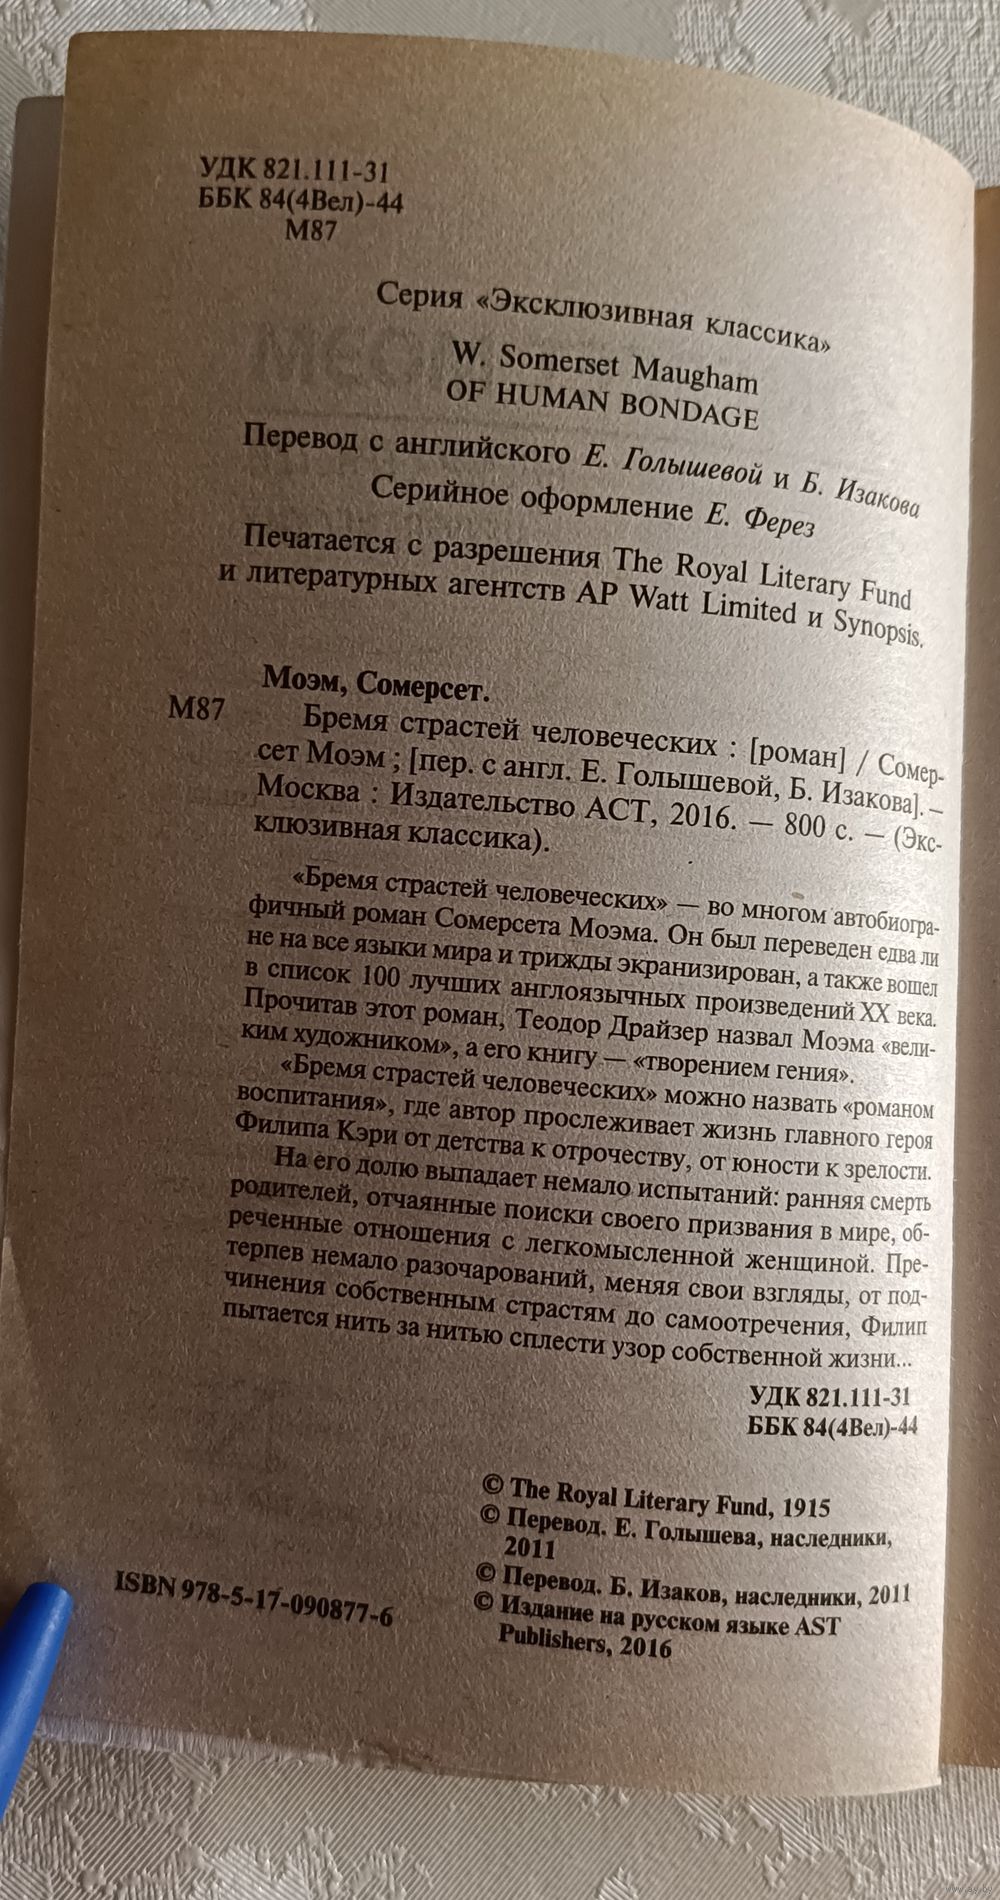 УДК 821.111-31
ББК 84(4Вел)-44
М87
Серия «Эксклюзивная классика»
W. Somerset Maugham
OF HUMAN BONDAGE
Перевод с английского Е. Голышевой и Б. Изакова
Серийное оформление Е. Ферез
Печатается с разрешения The Royal Literary Fund
и литературных агентств AP Watt Limited и Synopsis.
Моэм, Сомерсет.
М87 Бремя страстей человеческих : [роман] / Сомер-
сет Моэм ; [пер. с англ. Е. Голышевой, Б. Изакова]. –
Москва : Издательство АСТ, 2016. — 800 с. — (Экс-
клюзивная классика).
«Бремя страстей человеческих» — во многом автобиогра-
фичный роман Сомерсета Моэма. Он был переведен едва ли
не на все языки мира и трижды экранизирован, а также вошел
в список 100 лучших англоязычных произведений XX века.
Прочитав этот роман, Теодор Драйзер назвал Моэма «вели-
ким художником», а его книгу — «творением гения».
«Бремя страстей человеческих» можно назвать «романом
воспитания», где автор прослеживает жизнь главного героя
Филипа Кэри от детства к отрочеству, от юности к зрелости.
На его долю выпадает немало испытаний: ранняя смерть
родителей, отчаянные поиски своего призвания в мире, об-
реченные отношения с легкомысленной женщиной. Пре-
терпев немало разочарований, меняя свои взгляды, от под-
чинения собственным страстям до самоотречения, Филип
пытается нить за нитью сплести узор собственной жизни...
УДК 821.111-31
ББК 84(4Вел)-44
© The Royal Literary Fund, 1915
© Перевод. Е. Голышева, наследники,
2011
© Перевод. Б. Изаков, наследники, 2011
© Издание на русском языке AST
Publishers, 2016
ISBN 978-5-17-090877-6
www.ay.by